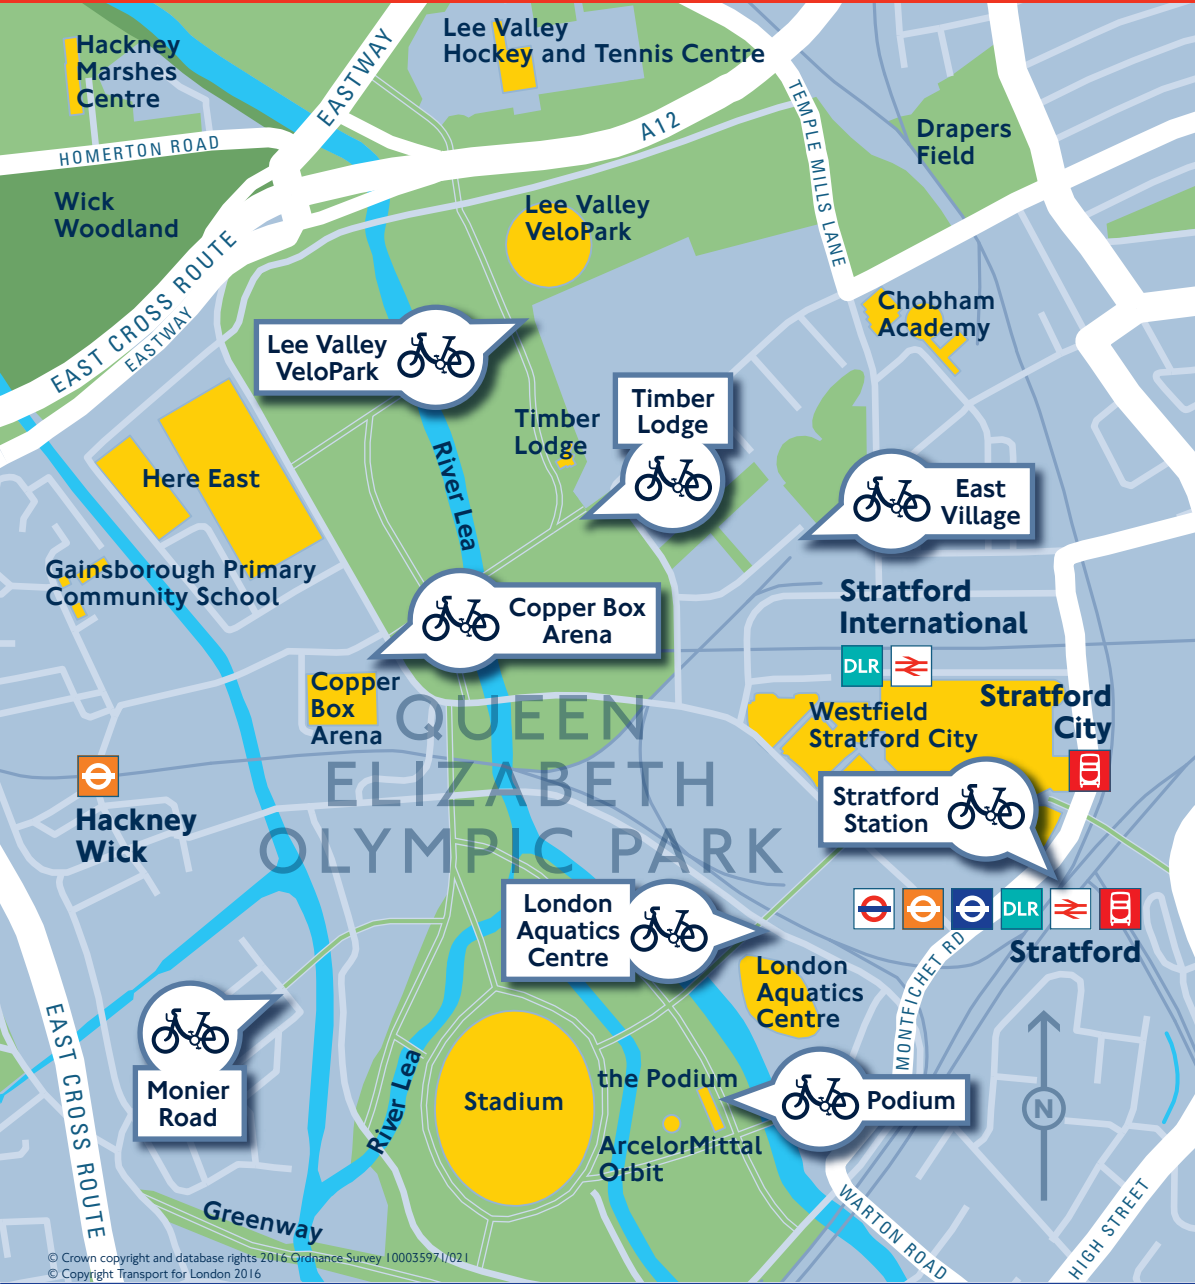 Hackney
Marshes
Centre
Lee Valley
Hockey and Tennis Centre
EASTWAY
HOMERTON ROAD
A12
TEMPLE MILLS LANE
Drapers
Field
Wick
Woodland
Lee Valley
VeloPark
EAST CROSS ROUTE
EASTWAY
Chobham
Academy
Lee Valley
VeloPark
Timber
Lodge
Timber
Lodge
River Lea
Here East
East
Village
Gainsborough Primary
Community School
Copper Box
Arena
Stratford
International
DLR
Copper
Box
Arena
Westfield
Stratford City
Stratford
City
QUEEN
ELIZABETH
OLYMPIC PARK
Hackney
Wick
Stratford
Station
DLR
Stratford
London
Aquatics
Centre
London
Aquatics
Centre
MONTFICHET RD
EAST CROSS ROUTE
Monier
Road
River Lea
Stadium
the Podium
Podium
ArcelorMittal
Orbit
N
WARTON ROAD
HIGH STREET
Greenway
© Crown copyright and database rights 2016 Ordnance Survey 100035971/021
© Copyright Transport for London 2016